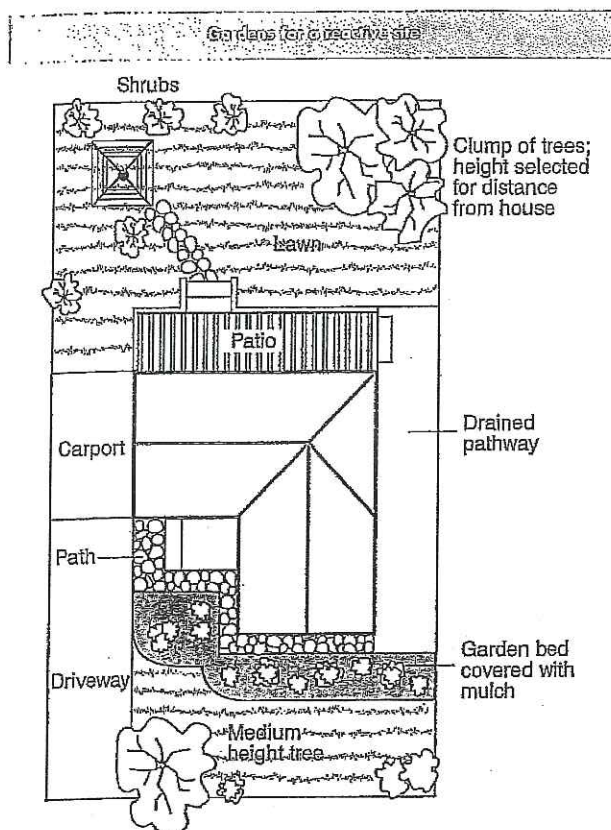 Gardens for a reactive site
Shrubs
Clump of trees;
height selected
for distance
from house
Lawn
Patio
Carport
Drained
pathway
Path
Garden bed
covered with
mulch
Driveway
Medium
height tree